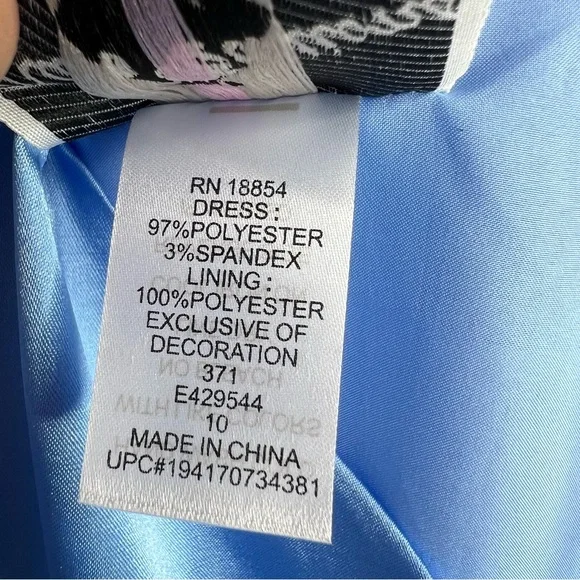 RN 18854
DRESS :
97%POLYESTER
3%SPANDEX
LINING :
100%POLYESTER
EXCLUSIVE OF
DECORATION
371
E429544
10
MADE IN CHINA
UPC#194170734381